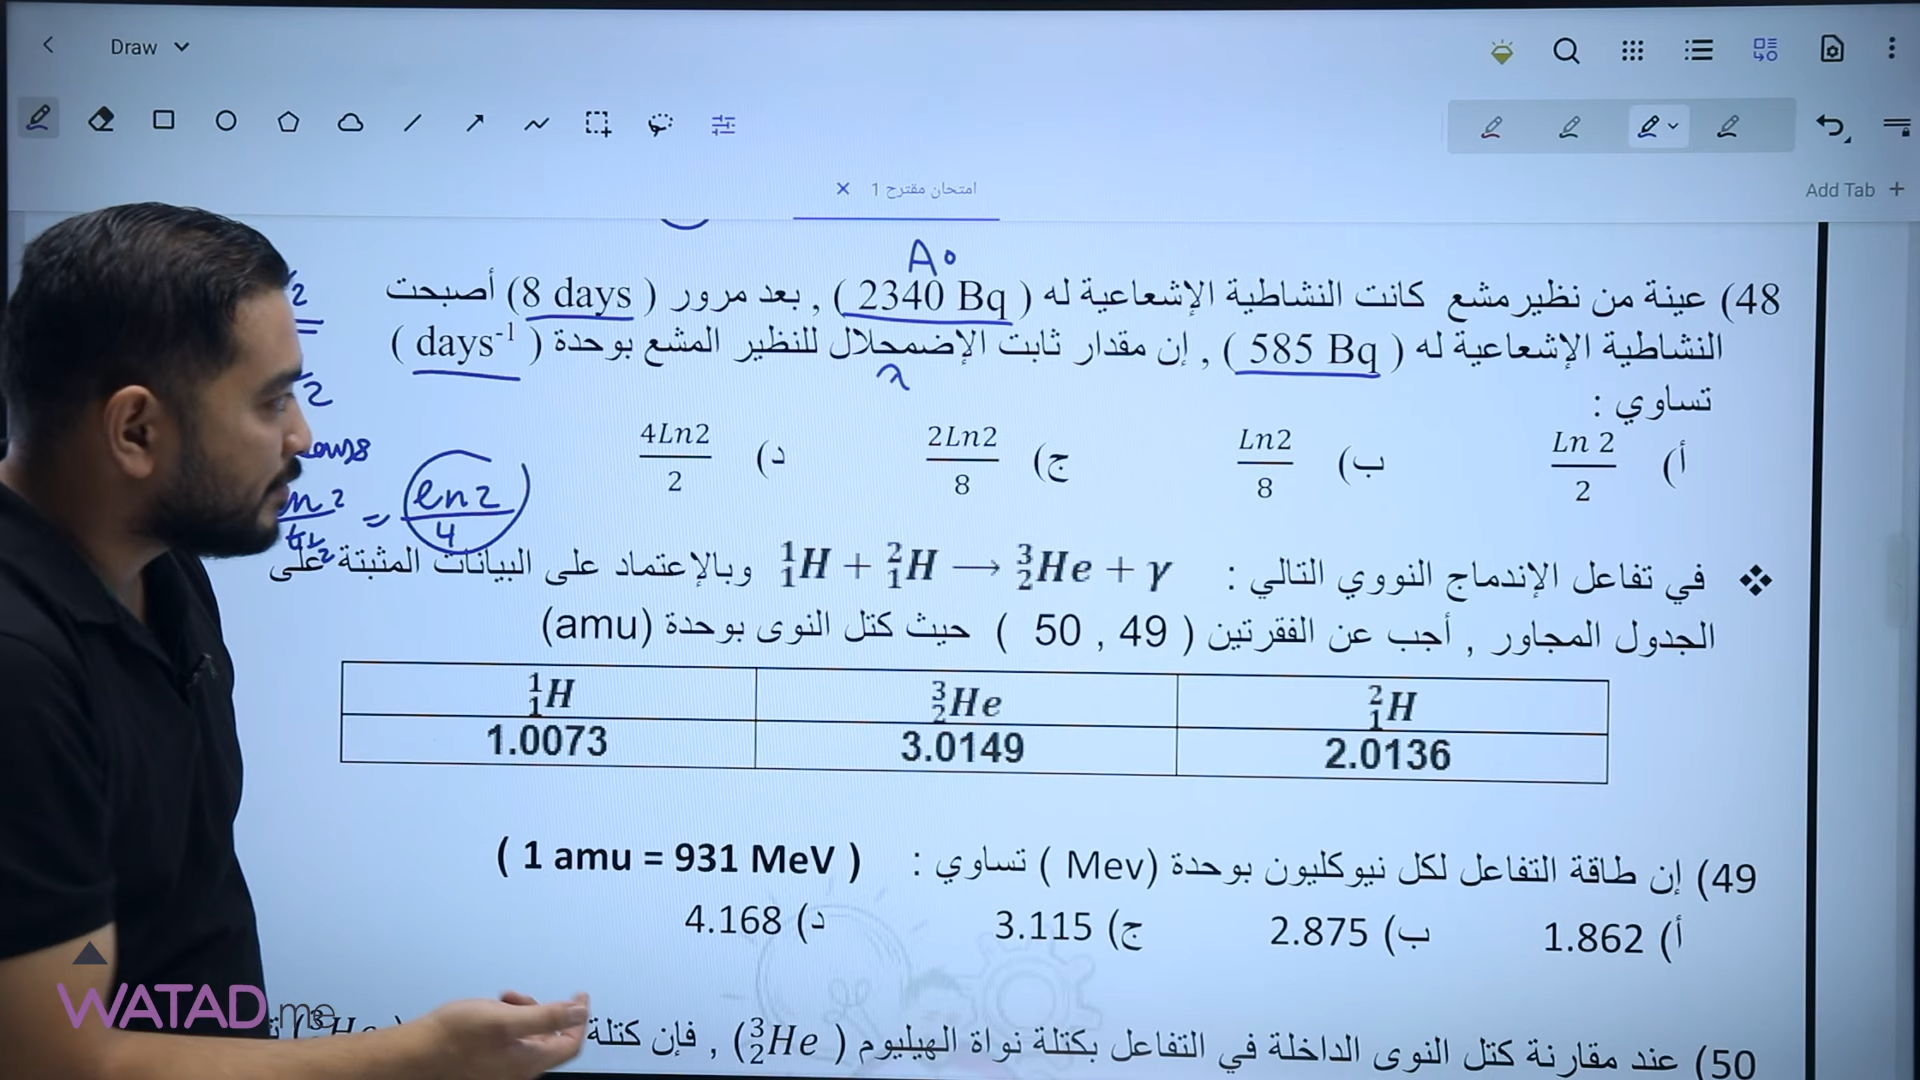 Draw
امتحان مقترح 1
Add Tab
A₀
48) عينة من نظير مشع كانت النشاطية الإشعاعية له ( 2340 Bq ) , بعد مرور ( 8 days ) أصبحت
النشاطية الإشعاعية له ( 585 Bq ) , إن مقدار ثابت الإضمحلال للنظير المشع بوحدة ( days⁻¹ )
λ
تساوي :
أ) Ln 2 / 2 ب) Ln2 / 8 ج) 2Ln2 / 8 د) 4Ln2 / 2
= ln2 / 4
❖ في تفاعل الإندماج النووي التالي : ¹₁H + ²₁H ⟶ ³₂He + γ وبالإعتماد على البيانات المثبتة على
الجدول المجاور , أجب عن الفقرتين ( 49 , 50 ) حيث كتل النوى بوحدة (amu)
¹₁H ³₂He ²₁H
1.0073 3.0149 2.0136
49) إن طاقة التفاعل لكل نيوكليون بوحدة (Mev ) تساوي : ( 1 amu = 931 MeV )
أ) 1.862 ب) 2.875 ج) 3.115 د) 4.168
50) عند مقارنة كتل النوى الداخلة في التفاعل بكتلة نواة الهيليوم ( ³₂He) , فإن كتلة
WATAD.me